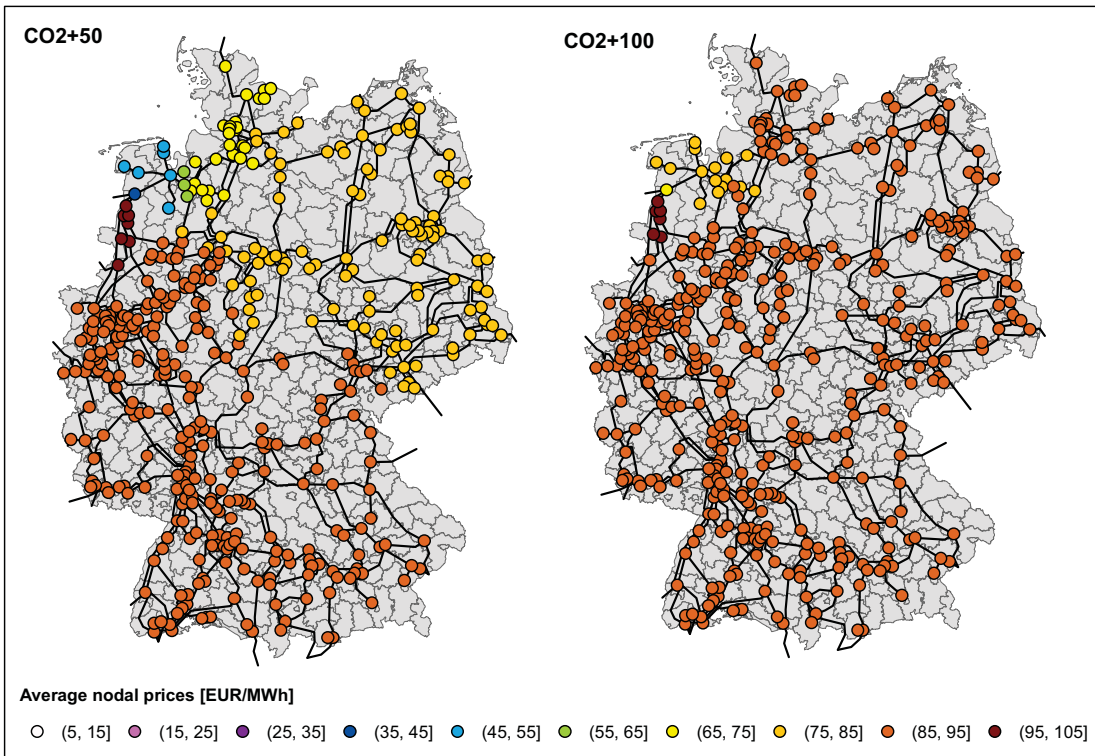 CO2+50
CO2+100
Average nodal prices [EUR/MWh]
(5, 15] (15, 25] (25, 35] (35, 45] (45, 55] (55, 65] (65, 75] (75, 85] (85, 95] (95, 105]